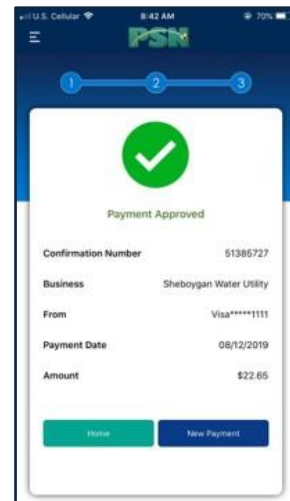 U.S. Cellular 8:42 AM 70%
PSN
1 2 3
Payment Approved
Confirmation Number 51385727
Business Sheboygan Water Utility
From Visa*****1111
Payment Date 08/12/2019
Amount $22.65
Home New Payment